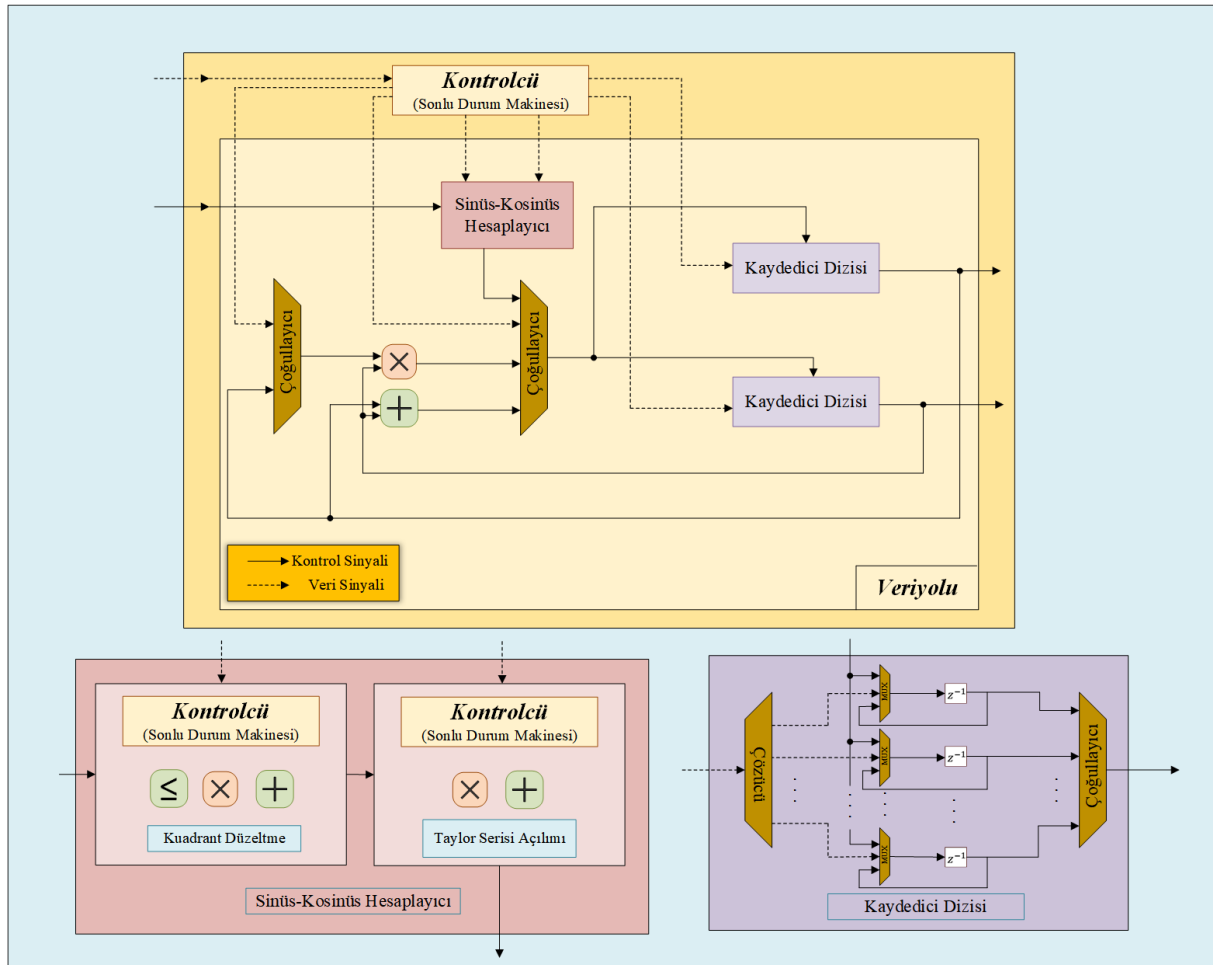 Kontrolcü
(Sonlu Durum Makinesi)
Sinüs-Kosinüs
Hesaplayıcı
Kaydedici Dizisi
Çoğullayıcı
×
+
Çoğullayıcı
Kaydedici Dizisi
Kontrol Sinyali
Veri Sinyali
Veriyolu
Kontrolcü
(Sonlu Durum Makinesi)
≤ × +
Kuadrant Düzeltme
Kontrolcü
(Sonlu Durum Makinesi)
× +
Taylor Serisi Açılımı
Sinüs-Kosinüs Hesaplayıcı
Çözücü
MUX
z⁻¹
MUX
z⁻¹
MUX
z⁻¹
Çoğullayıcı
Kaydedici Dizisi